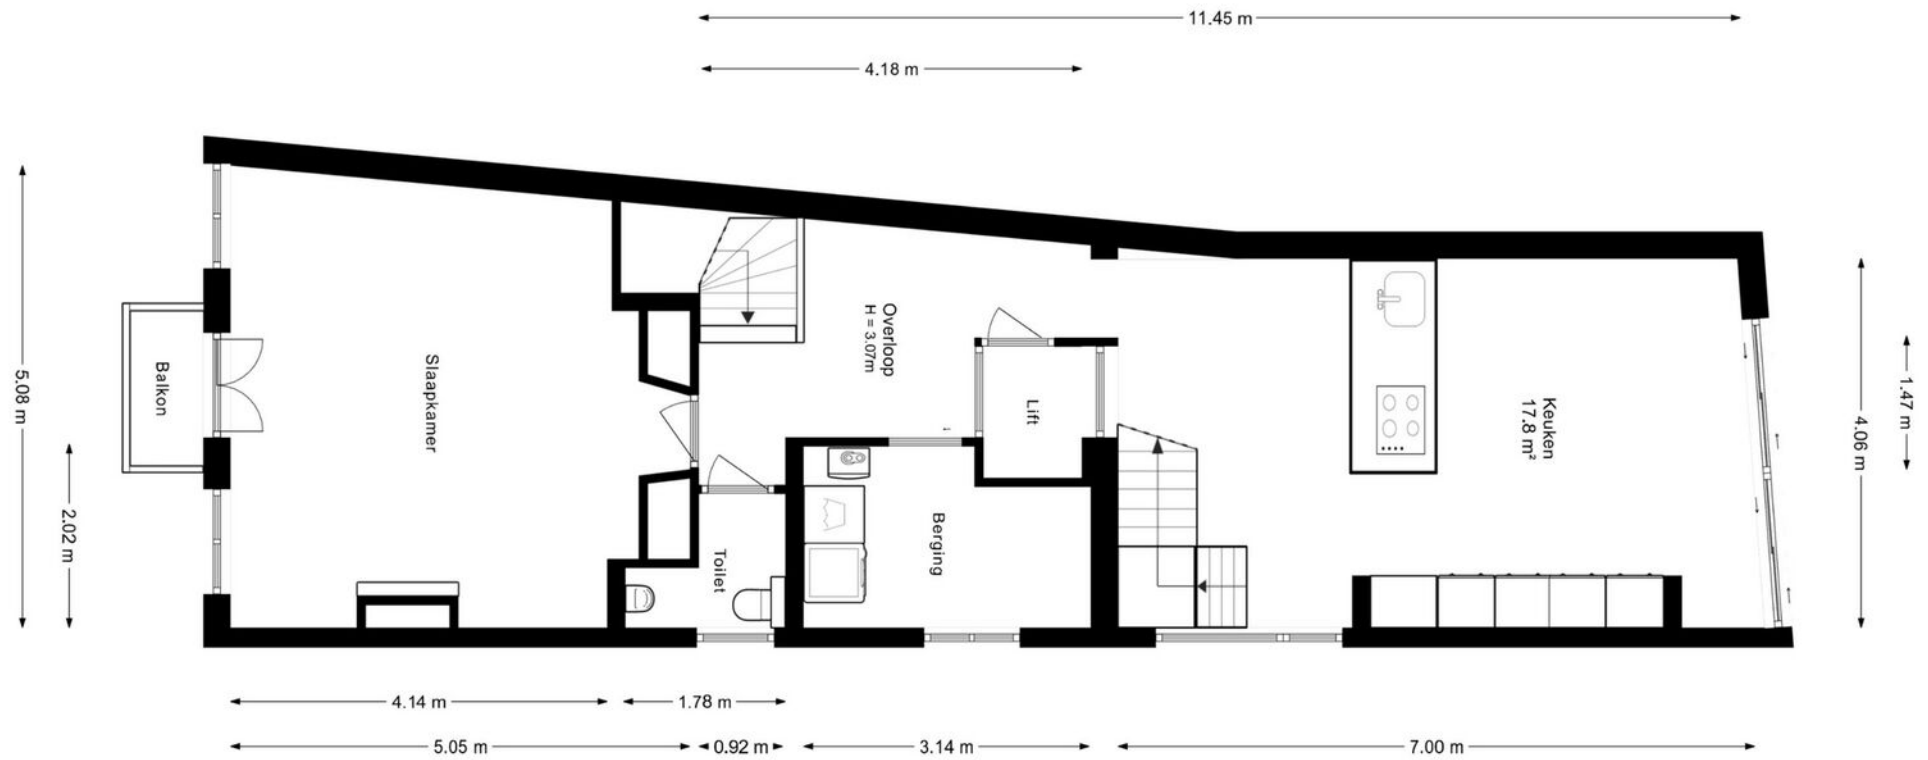 11.45 m
4.18 m
5.08 m
2.02 m
Balkon
Slaapkamer
Overloop
H = 3.07m
Lift
Toilet
Berging
Keuken
17.8 m²
4.06 m
1.47 m
4.14 m
1.78 m
5.05 m
0.92 m
3.14 m
7.00 m